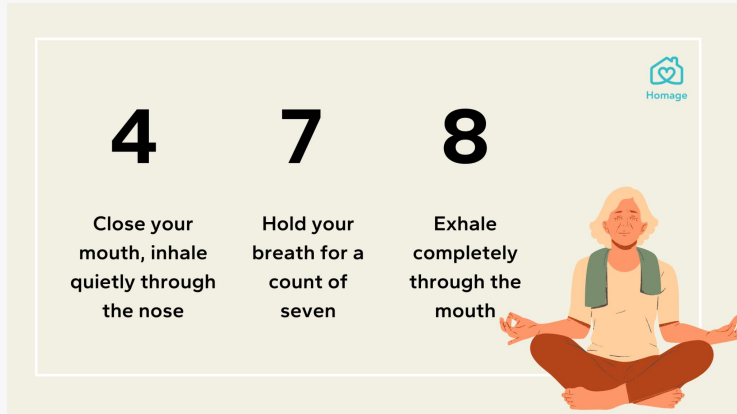 Homage
4
Close your
mouth, inhale
quietly through
the nose
7
Hold your
breath for a
count of
seven
8
Exhale
completely
through the
mouth